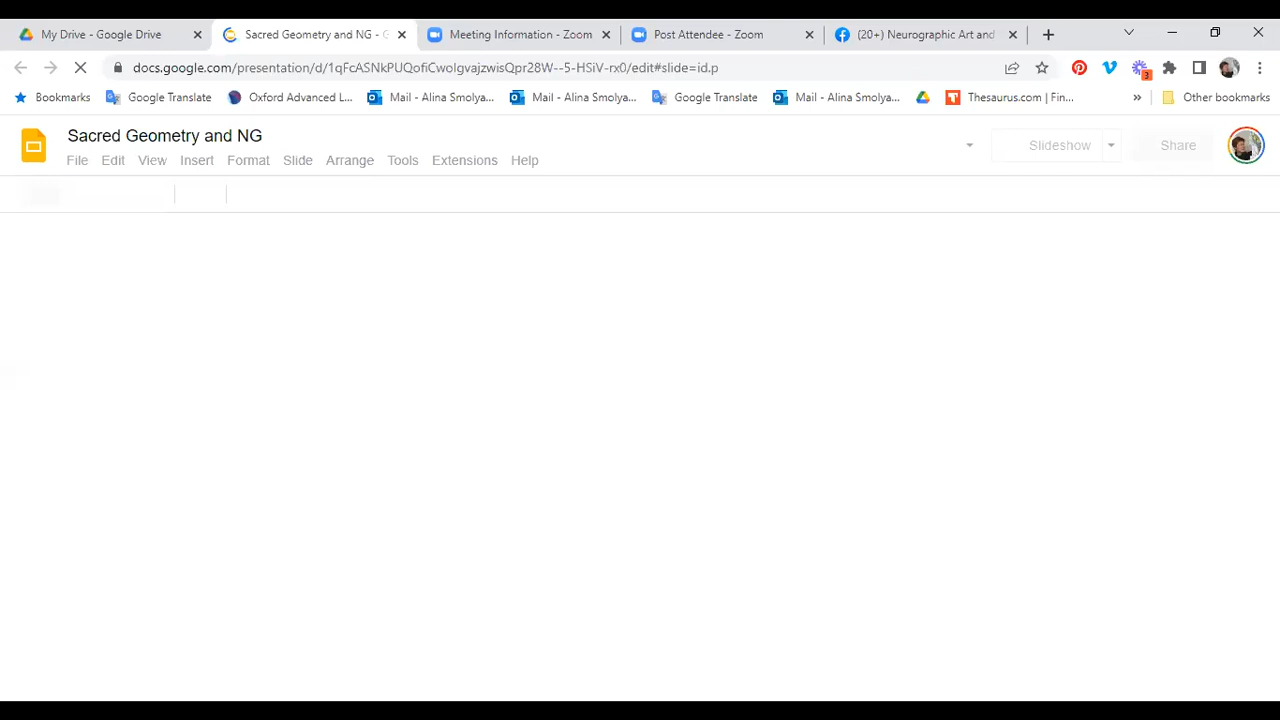 My Drive - Google Drive
Sacred Geometry and NG - G
Meeting Information - Zoom
Post Attendee - Zoom
(20+) Neurographic Art and
docs.google.com/presentation/d/1qFcASNkPUQofiCwolgvajzwisQpr28W--5-HSiV-rx0/edit#slide=id.p
3
Bookmarks
Google Translate
Oxford Advanced L...
Mail - Alina Smolya...
Mail - Alina Smolya...
Google Translate
Mail - Alina Smolya...
Thesaurus.com | Fin...
»
Other bookmarks
Sacred Geometry and NG
File Edit View Insert Format Slide Arrange Tools Extensions Help
Slideshow
Share